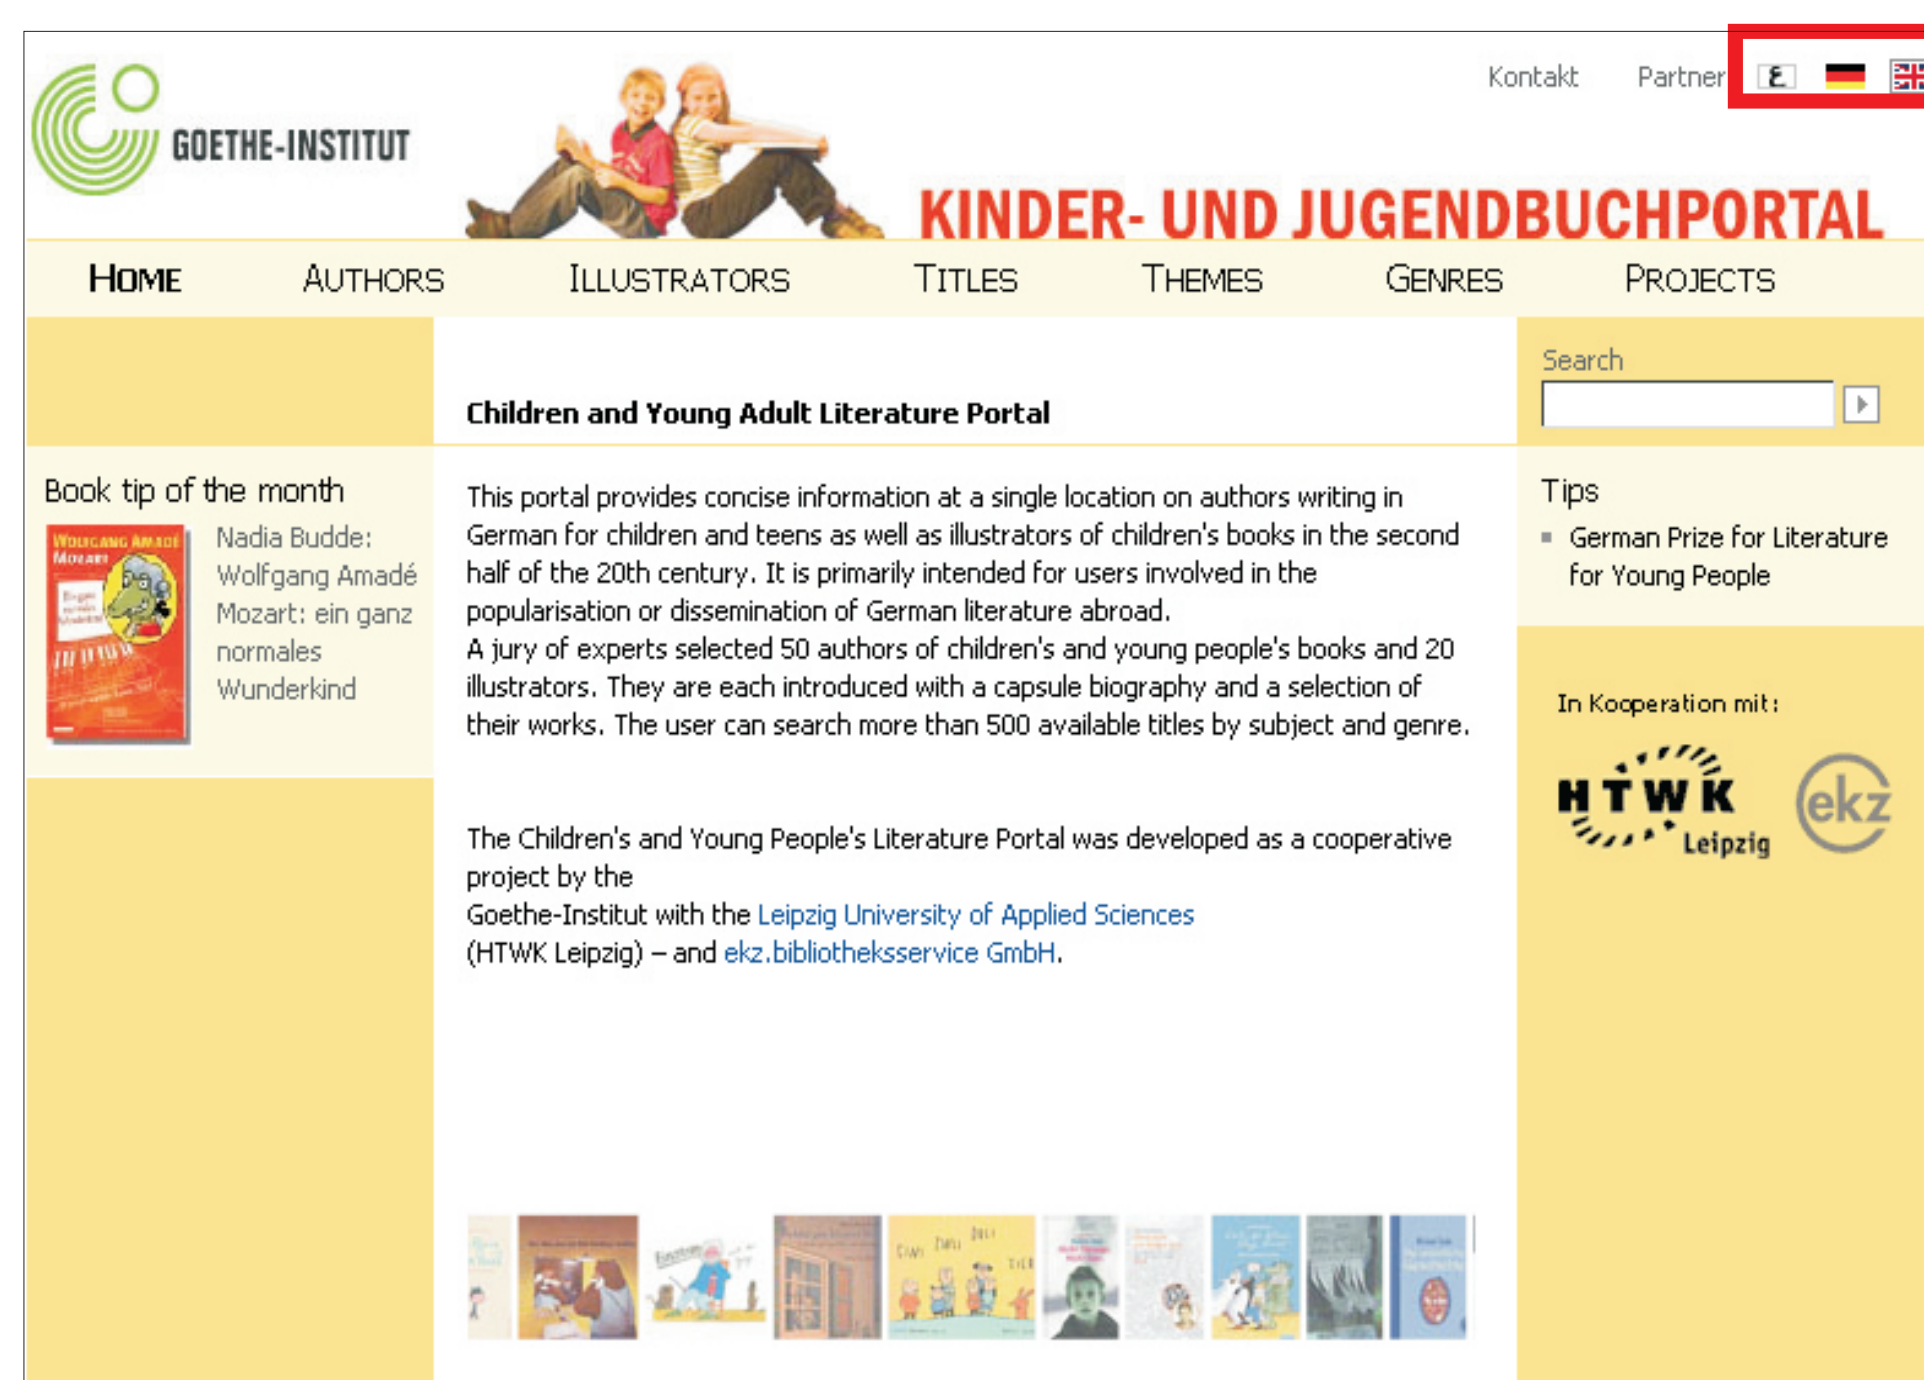 GOETHE-INSTITUT
Kontakt Partner ع
KINDER- UND JUGENDBUCHPORTAL
HOME AUTHORS ILLUSTRATORS TITLES THEMES GENRES PROJECTS
Search
Children and Young Adult Literature Portal
Book tip of the month
WOLFGANG AMADÉ
MOZART
Nadia Budde:
Wolfgang Amadé
Mozart: ein ganz
normales
Wunderkind
This portal provides concise information at a single location on authors writing in
German for children and teens as well as illustrators of children's books in the second
half of the 20th century. It is primarily intended for users involved in the
popularisation or dissemination of German literature abroad.
A jury of experts selected 50 authors of children's and young people's books and 20
illustrators. They are each introduced with a capsule biography and a selection of
their works. The user can search more than 500 available titles by subject and genre.
The Children's and Young People's Literature Portal was developed as a cooperative
project by the
Goethe-Institut with the Leipzig University of Applied Sciences
(HTWK Leipzig) – and ekz.bibliotheksservice GmbH.
Tips
German Prize for Literature
for Young People
In Kooperation mit:
HTWK
Leipzig
ekz